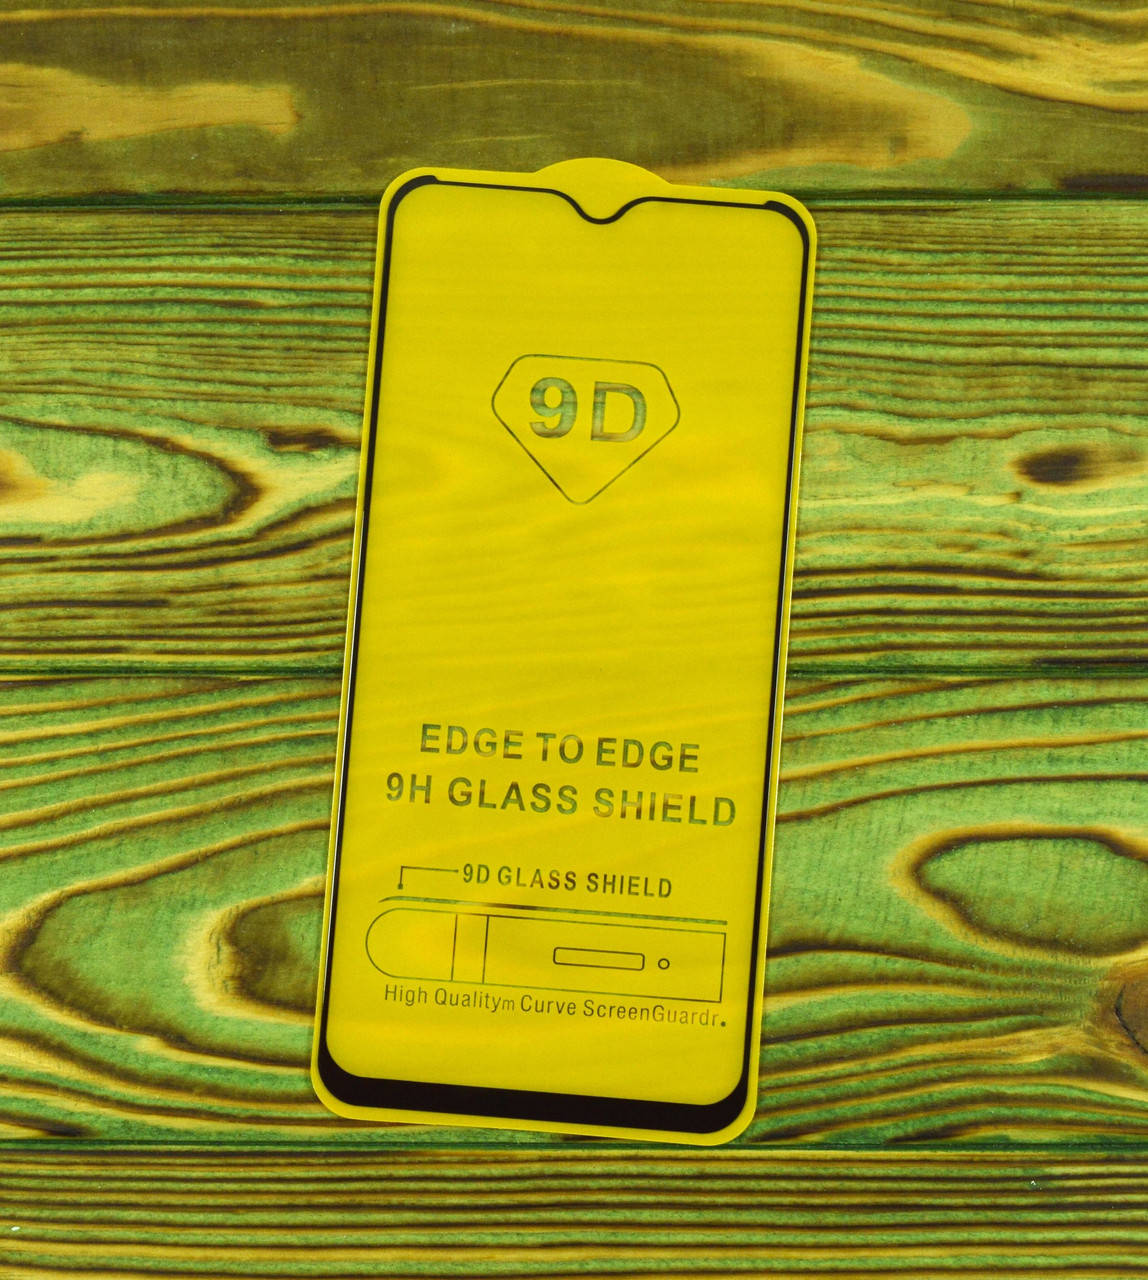 9D
EDGE TO EDGE
9H GLASS SHIELD
9D GLASS SHIELD
High Qualitym Curve ScreenGuardr.